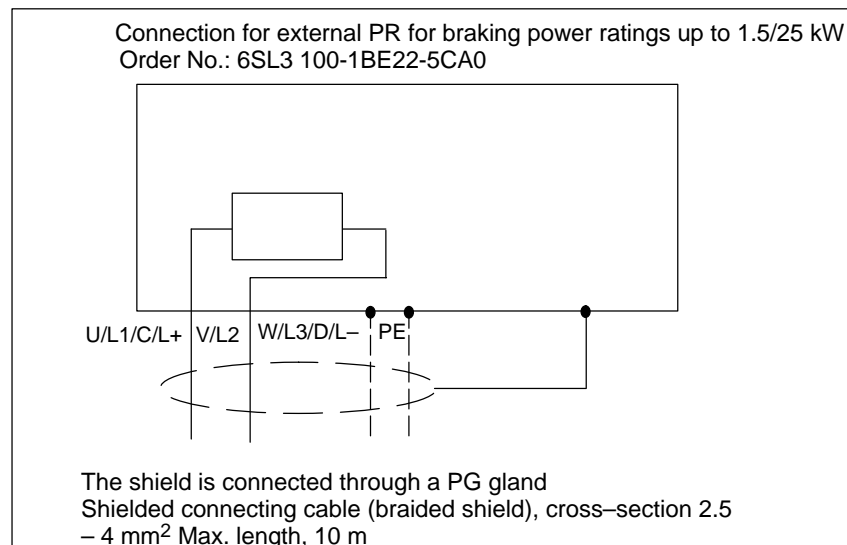 Connection for external PR for braking power ratings up to 1.5/25 kW
Order No.: 6SL3 100-1BE22-5CA0
U/L1/C/L+ V/L2 W/L3/D/L– PE
The shield is connected through a PG gland
Shielded connecting cable (braided shield), cross–section 2.5
– 4 mm² Max. length, 10 m